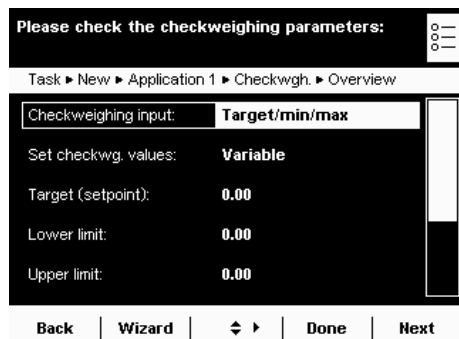 Please check the checkweighing parameters:
Task ▸ New ▸ Application 1 ▸ Checkwgh. ▸ Overview
Checkweighing input: Target/min/max
Set checkwg. values: Variable
Target (setpoint): 0.00
Lower limit: 0.00
Upper limit: 0.00
Back | Wizard | | Done | Next